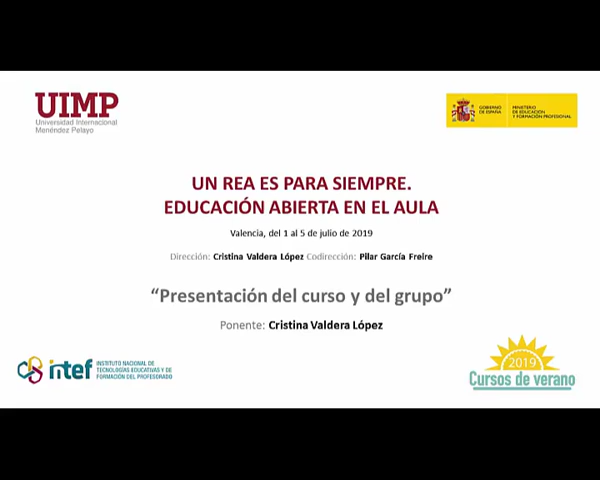 UIMP
Universidad Internacional
Menéndez Pelayo
GOBIERNO
DE ESPAÑA
MINISTERIO
DE EDUCACIÓN
Y FORMACIÓN PROFESIONAL
UN REA ES PARA SIEMPRE.
EDUCACIÓN ABIERTA EN EL AULA
Valencia, del 1 al 5 de julio de 2019
Dirección: Cristina Valdera López Codirección: Pilar García Freire
“Presentación del curso y del grupo”
Ponente: Cristina Valdera López
intef
INSTITUTO NACIONAL DE
TECNOLOGÍAS EDUCATIVAS Y DE
FORMACIÓN DEL PROFESORADO
2019
Cursos de verano